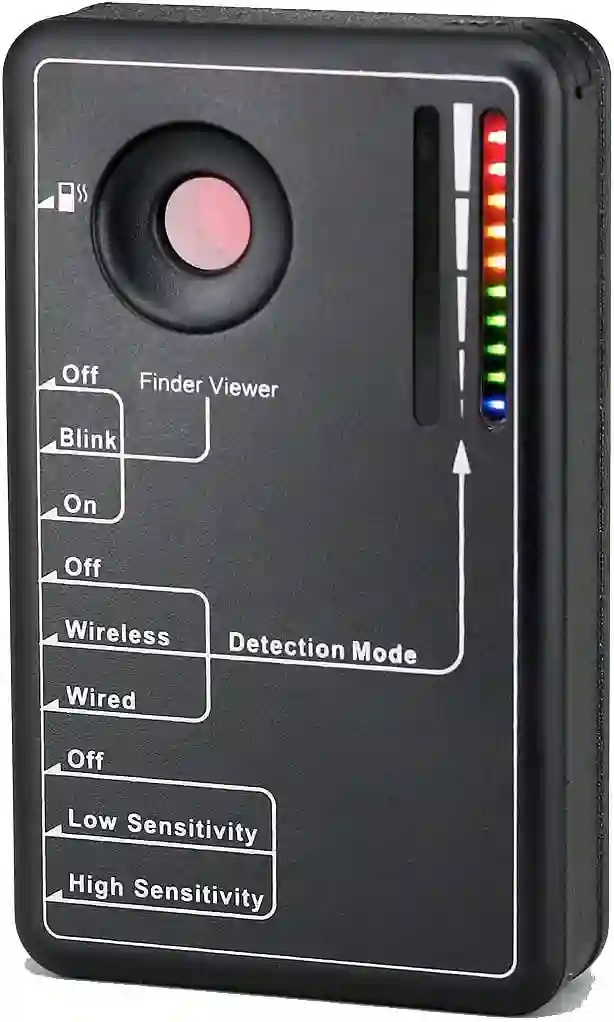 Off
Finder Viewer
Blink
On
Off
Wireless
Detection Mode
Wired
Off
Low Sensitivity
High Sensitivity